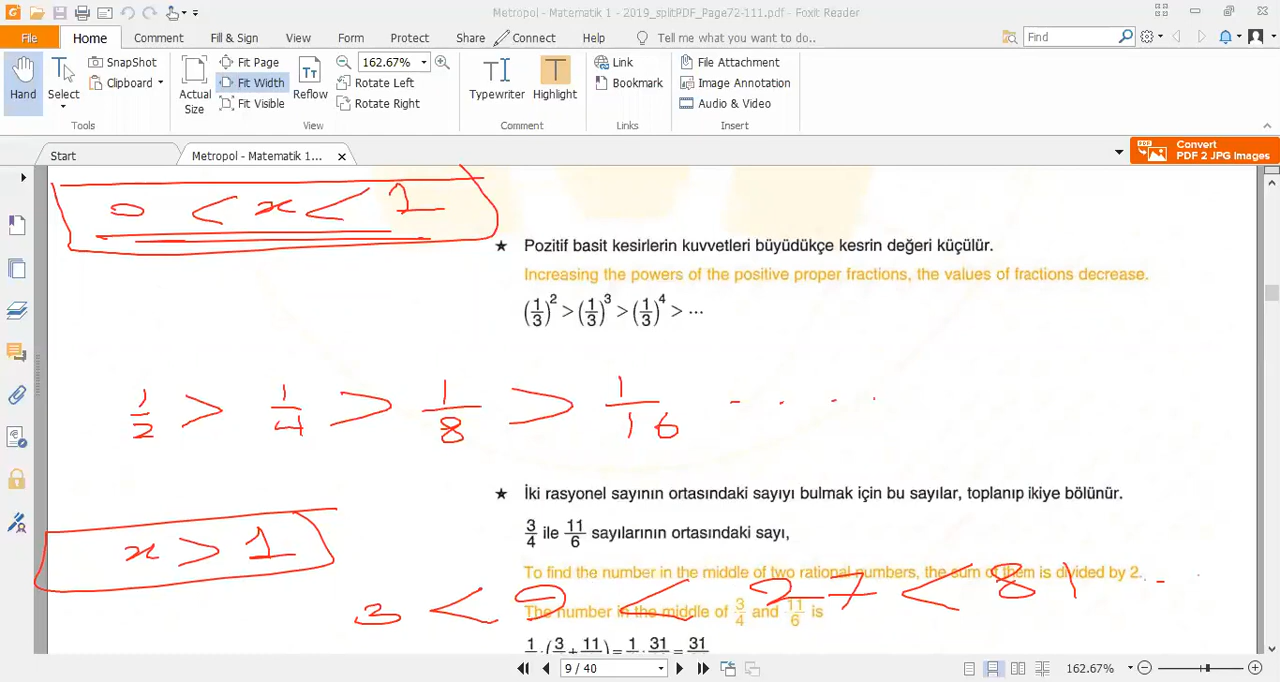 Metropol - Matematik 1 - 2019_splitPDF_Page72-111.pdf - Foxit Reader
File Home Comment Fill & Sign View Form Protect Share Connect Help Tell me what you want to do.. Find
Hand Select SnapShot Clipboard
Actual Size Fit Page Fit Width Fit Visible Reflow 162.67% Rotate Left Rotate Right
Typewriter Highlight Link Bookmark File Attachment Image Annotation Audio & Video
Tools View Comment Links Insert
Start Metropol - Matematik 1... Convert PDF 2 JPG Images
0 < x < 1
★ Pozitif basit kesirlerin kuvvetleri büyüdükçe kesrin değeri küçülür.
Increasing the powers of the positive proper fractions, the values of fractions decrease.
(1/3)^2 > (1/3)^3 > (1/3)^4 > ...
1/2 > 1/4 > 1/8 > 1/16 - . . .
★ İki rasyonel sayının ortasındaki sayıyı bulmak için bu sayılar, toplanıp ikiye bölünür.
3/4 ile 11/6 sayılarının ortasındaki sayı,
x > 1
To find the number in the middle of two rational numbers, the sum of them is divided by 2.
3 < 9 < 27 < 81 . -
The number in the middle of 3/4 and 11/6 is
1/ · (3/ + 11/) = 1/ · 31/ = 31/
9 / 40 162.67%